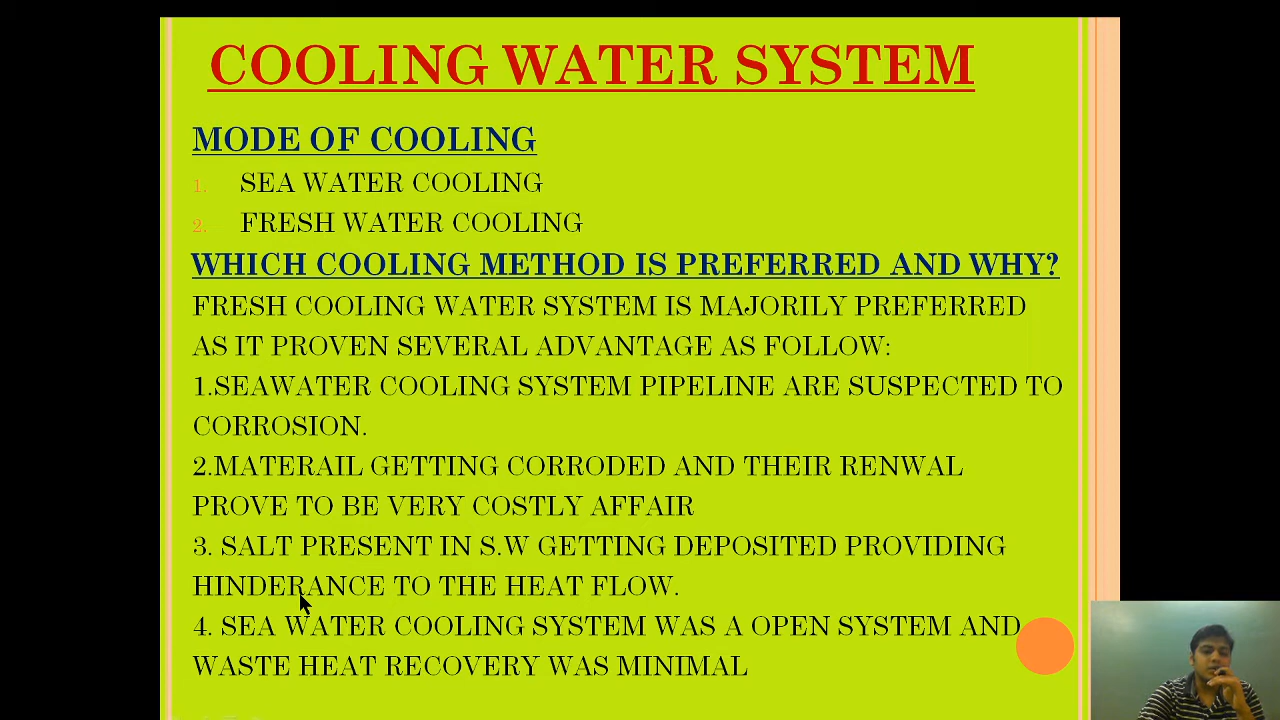 COOLING WATER SYSTEM
MODE OF COOLING
1. SEA WATER COOLING
2. FRESH WATER COOLING
WHICH COOLING METHOD IS PREFERRED AND WHY?
FRESH COOLING WATER SYSTEM IS MAJORILY PREFERRED
AS IT PROVEN SEVERAL ADVANTAGE AS FOLLOW:
1.SEAWATER COOLING SYSTEM PIPELINE ARE SUSPECTED TO
CORROSION.
2.MATERAIL GETTING CORRODED AND THEIR RENWAL
PROVE TO BE VERY COSTLY AFFAIR
3. SALT PRESENT IN S.W GETTING DEPOSITED PROVIDING
HINDERANCE TO THE HEAT FLOW.
4. SEA WATER COOLING SYSTEM WAS A OPEN SYSTEM AND
WASTE HEAT RECOVERY WAS MINIMAL